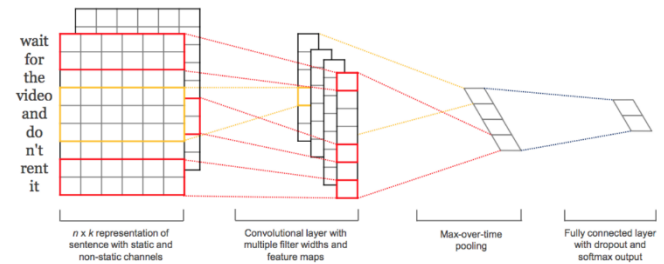 wait
for
the
video
and
do
n't
rent
it
n x k representation of
sentence with static and
non-static channels
Convolutional layer with
multiple filter widths and
feature maps
Max-over-time
pooling
Fully connected layer
with dropout and
softmax output